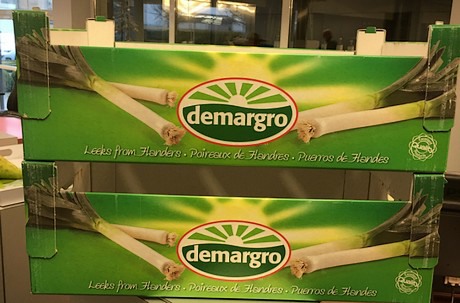 demargro
Leeks from Flanders • Poireaux de Flandres • Puerros de Flandes
demargro
Leeks from Flanders • Poireaux de Flandres • Puerros de Flandes